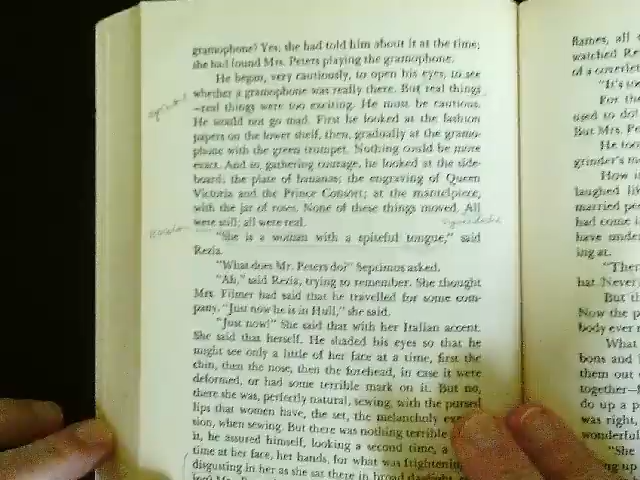 gramophone? Yes; she had told him about it at the time;
she had found Mrs. Peters playing the gramophone.
He began, very cautiously, to open his eyes, to see
whether a gramophone was really there. But real things
—real things were too exciting. He must be cautious.
He would not go mad. First he looked at the fashion
papers on the lower shelf, then, gradually at the gramo-
phone with the green trumpet. Nothing could be more
exact. And so, gathering courage, he looked at the side-
board; the plate of bananas; the engraving of Queen
Victoria and the Prince Consort; at the mantelpiece,
with the jar of roses. None of these things moved. All
were still; all were real.
"She is a woman with a spiteful tongue," said
Rezia.
"What does Mr. Peters do?" Septimus asked.
"Ah," said Rezia, trying to remember. She thought
Mrs. Filmer had said that he travelled for some com-
pany. "Just now he is in Hull," she said.
"Just now!" She said that with her Italian accent.
She said that herself. He shaded his eyes so that he
might see only a little of her face at a time, first the
chin, then the nose, then the forehead, in case it were
deformed, or had some terrible mark on it. But no,
there she was, perfectly natural, sewing, with the pursed
lips that women have, the set, the melancholy
sion, when sewing. But there was nothing terrible
it, he assured himself, looking a second time, a
time at her face, her hands, for what was frightening
disgusting in her as she sat there in broad
flames, all
watched Re
of a coverlet
"It's
For the
used to do!
But Mrs. Pe
He too
grinder's m
How i
laughed li
married pe
had come i
have under
ing at.
"Ther
hat. Never
But th
Now the p
body ever
What
bons and
them out
together—
do up a p
was right,
wonderful
"She